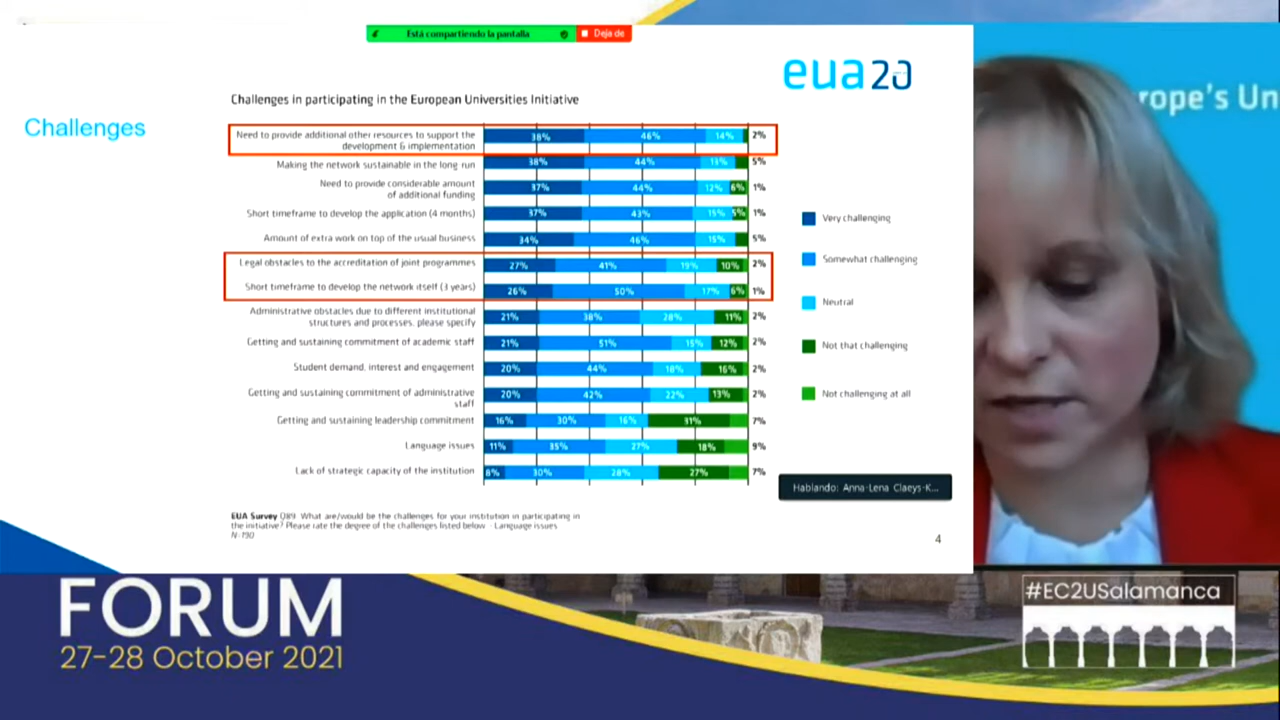 Está compartiendo la pantalla
Deja de
eua20
Challenges in participating in the European Universities Initiative
Challenges
Need to provide additional other resources to support the
development & implementation
38% 46% 14% 2%
Making the network sustainable in the long run
38% 44% 13% 5%
Need to provide considerable amount
of additional funding
37% 44% 12% 6% 1%
Short timeframe to develop the application (4 months)
37% 43% 15% 5% 1%
Amount of extra work on top of the usual business
34% 46% 15% 5%
Legal obstacles to the accreditation of joint programmes
27% 41% 19% 10% 2%
Short timeframe to develop the network itself (3 years)
26% 50% 17% 6% 1%
Administrative obstacles due to different institutional
structures and processes, please specify
21% 38% 28% 11% 2%
Getting and sustaining commitment of academic staff
21% 51% 15% 12% 2%
Student demand, interest and engagement
20% 44% 18% 16% 2%
Getting and sustaining commitment of administrative
staff
20% 42% 22% 13% 2%
Getting and sustaining leadership commitment
16% 30% 16% 31% 7%
Language issues
11% 35% 27% 18% 9%
Lack of strategic capacity of the institution
8% 30% 28% 27% 7%
Very challenging
Somewhat challenging
Neutral
Not that challenging
Not challenging at all
Hablando: Anna-Lena Claeys-K...
EUA Survey Q89. What are/would be the challenges for your institution in participating in
the initiative? Please rate the degree of the challenges listed below - Language issues
N=190
4
rope's Un
FORUM
27-28 October 2021
#EC2USalamanca